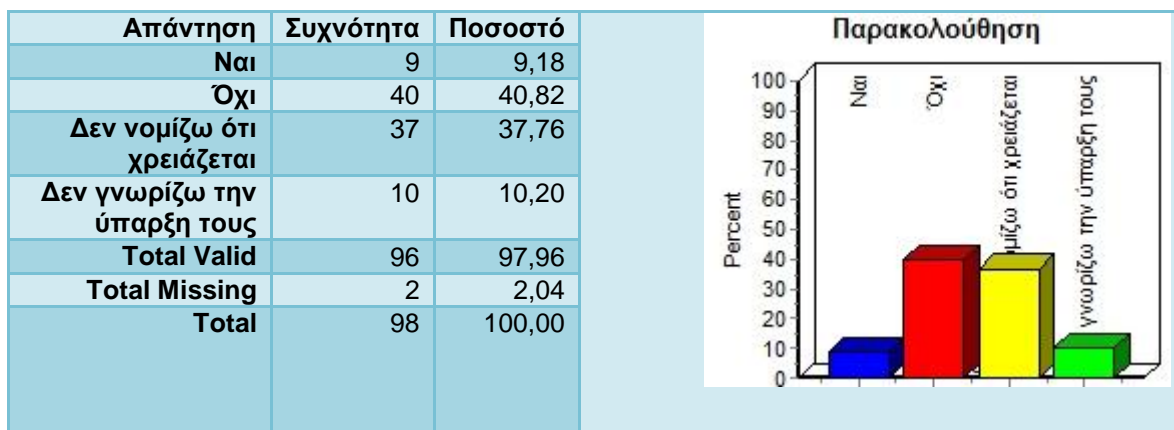 Απάντηση Συχνότητα Ποσοστό
Ναι 9 9,18
Όχι 40 40,82
Δεν νομίζω ότι
χρειάζεται 37 37,76
Δεν γνωρίζω την
ύπαρξη τους 10 10,20
Total Valid 96 97,96
Total Missing 2 2,04
Total 98 100,00
Παρακολούθηση
Percent
100
90
80
70
60
50
40
30
20
10
0
Ναι
Όχι
μίζω ότι χρειάζεται
γνωρίζω την ύπαρξη τους